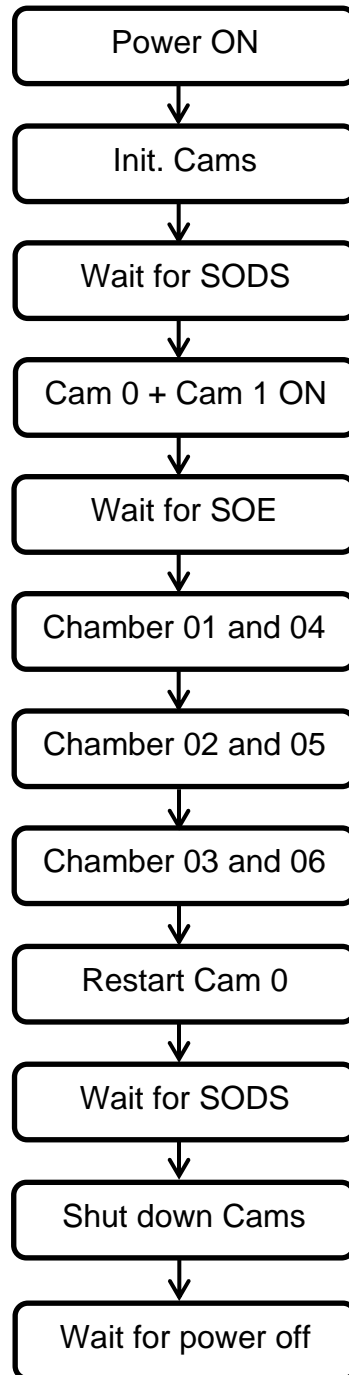 Power ON
Init. Cams
Wait for SODS
Cam 0 + Cam 1 ON
Wait for SOE
Chamber 01 and 04
Chamber 02 and 05
Chamber 03 and 06
Restart Cam 0
Wait for SODS
Shut down Cams
Wait for power off